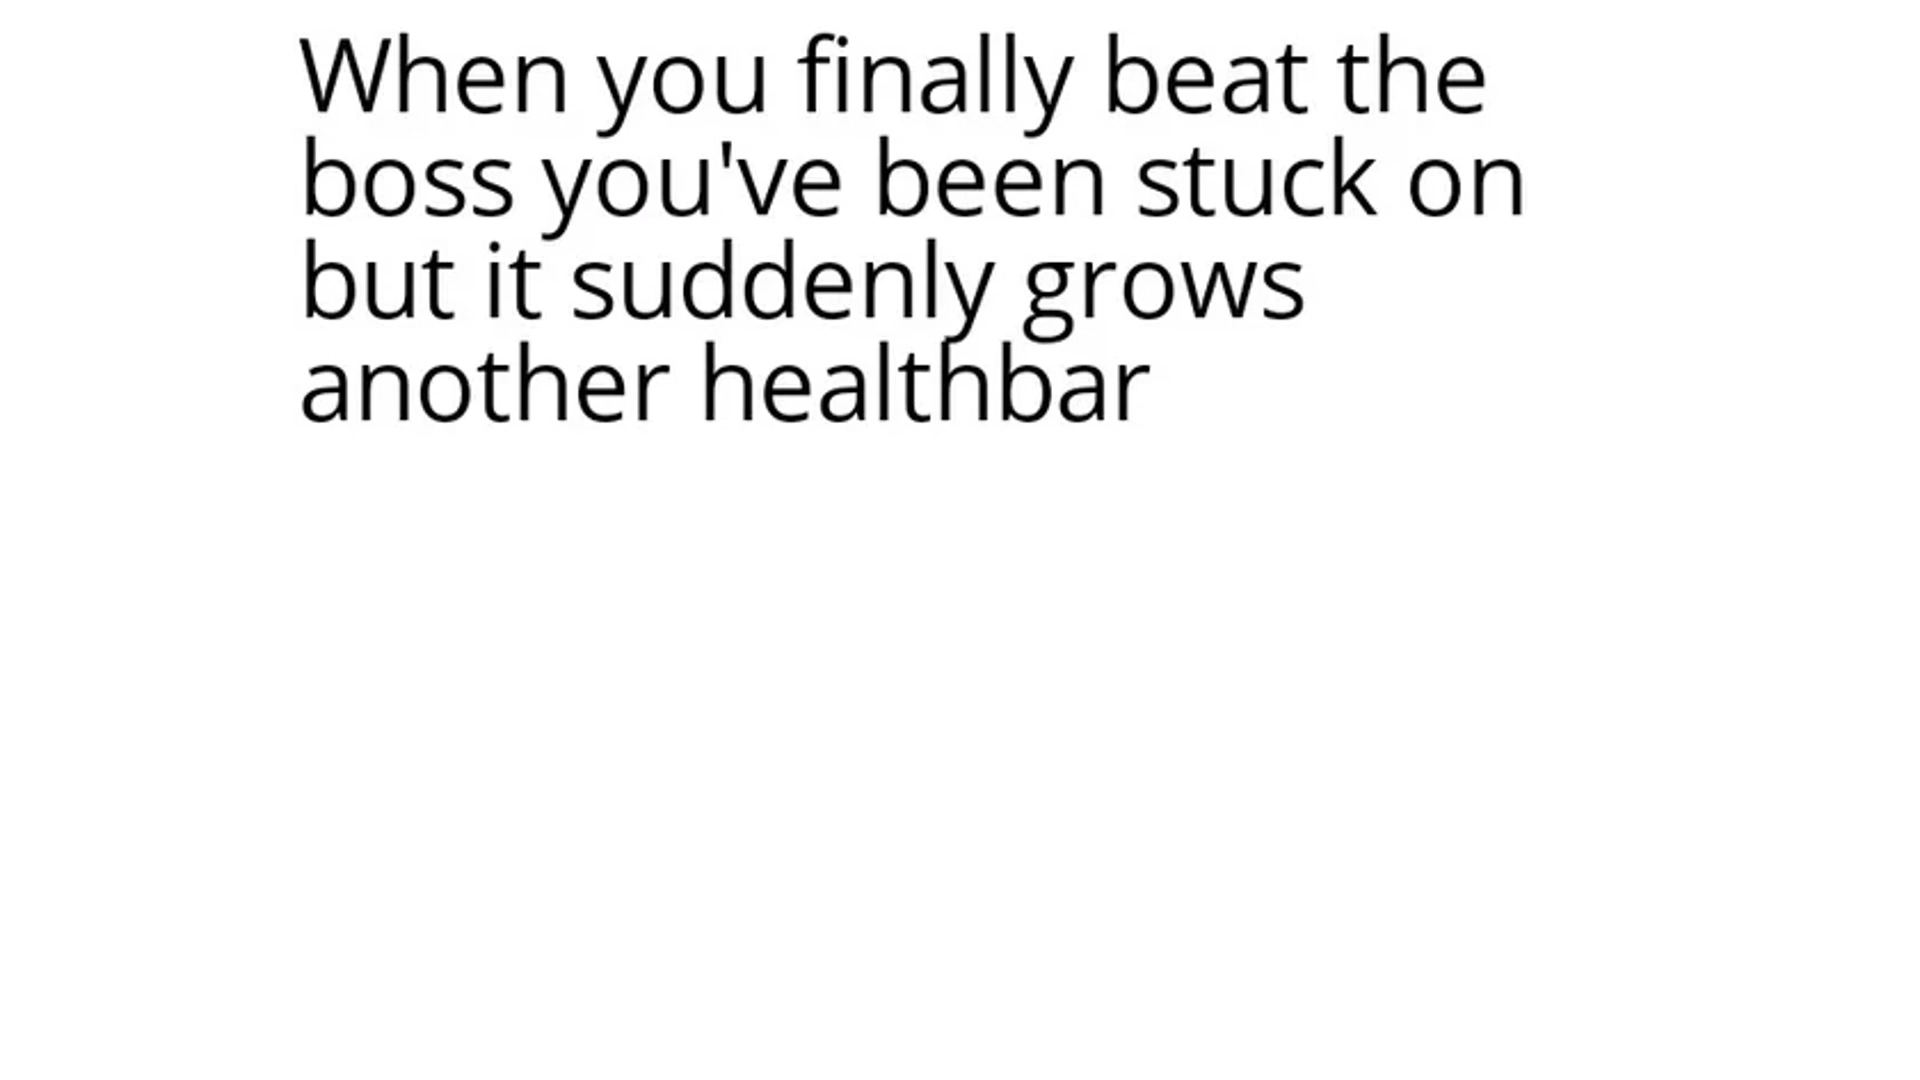 When you finally beat the
boss you've been stuck on
but it suddenly grows
another healthbar